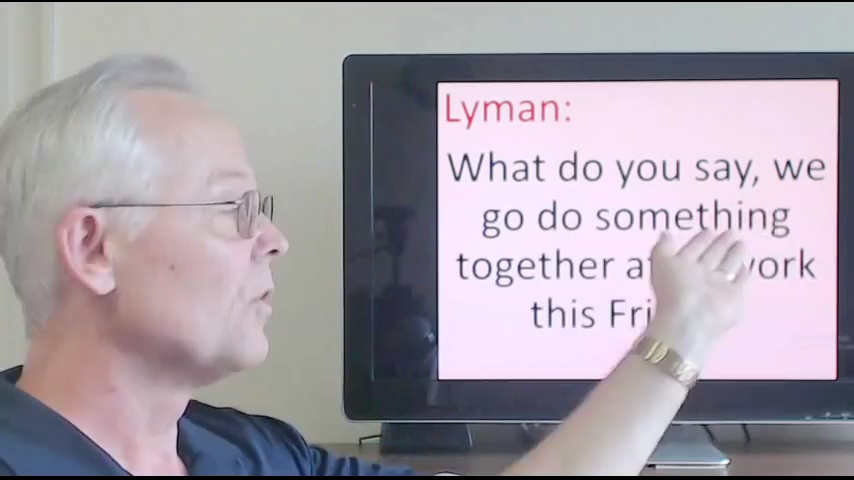 Lyman:
What do you say, we
go do something
together work
this